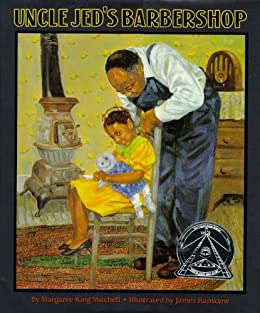 UNCLE JED'S BARBERSHOP
By Margaree King Mitchell • Illustrated by James Ransome